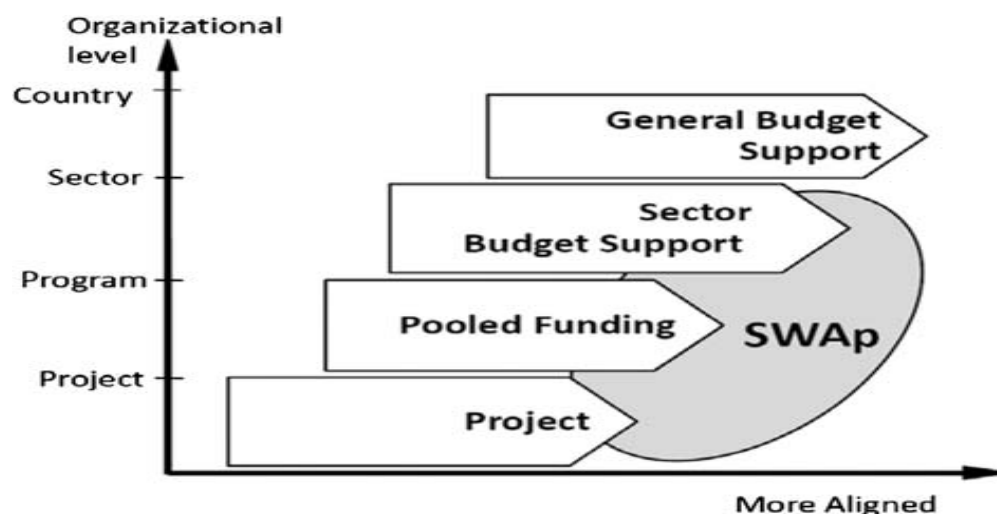 Organizational
level
Country
General Budget
Support
Sector
Sector
Budget Support
Program
Pooled Funding
SWAp
Project
Project
More Aligned